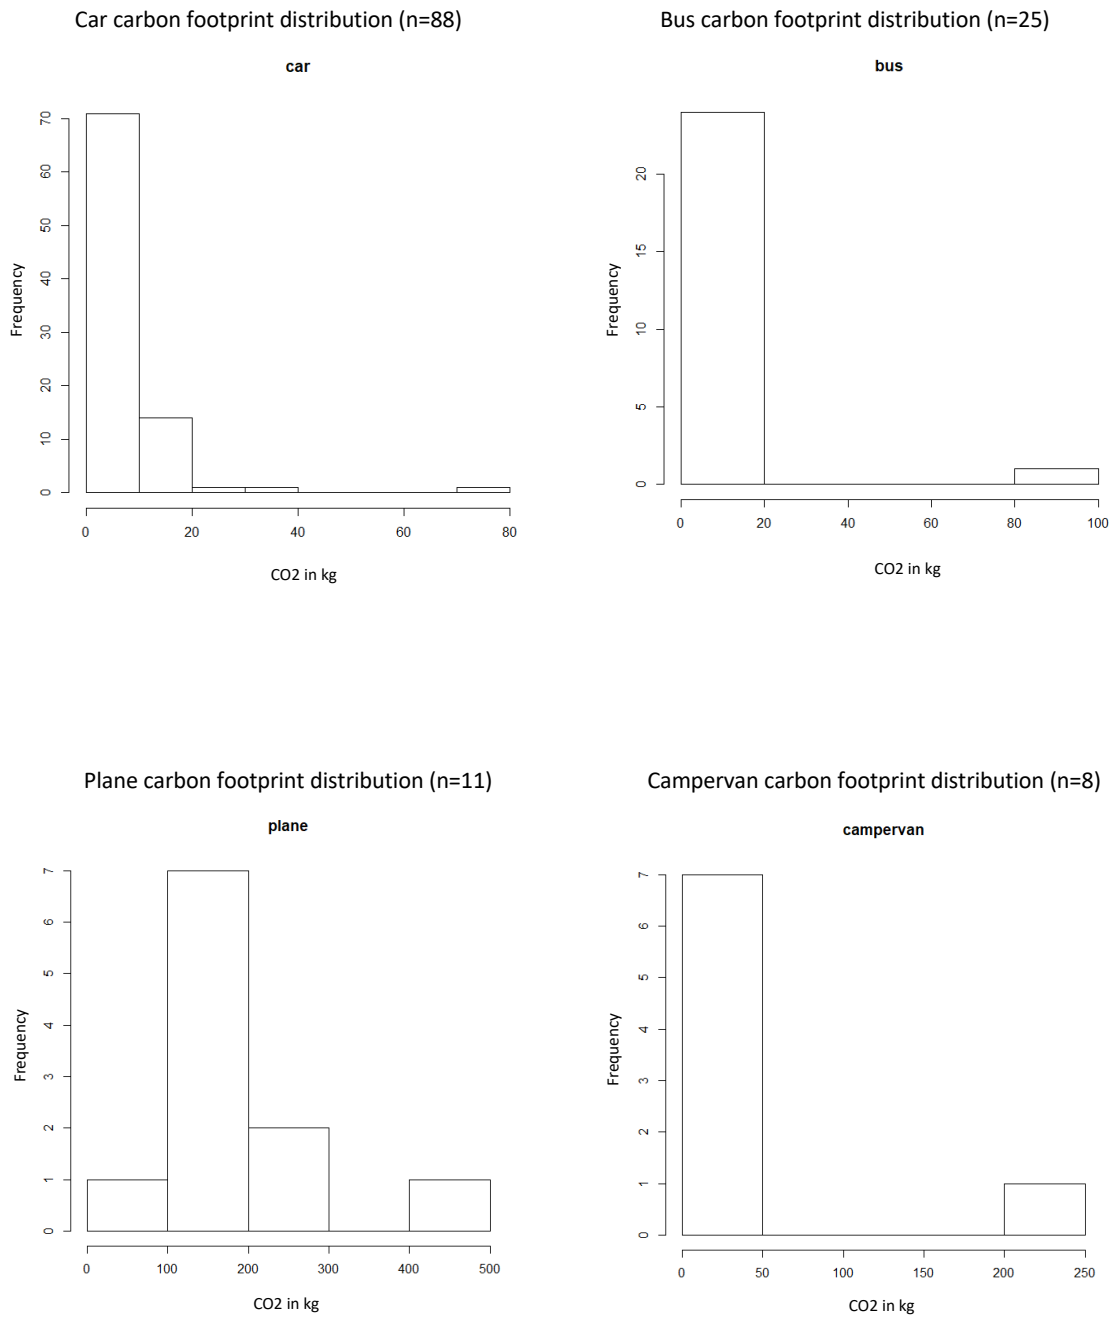 Car carbon footprint distribution (n=88)
car
Frequency
70
60
50
40
30
20
10
0
0 20 40 60 80
CO2 in kg
Bus carbon footprint distribution (n=25)
bus
Frequency
20
15
10
5
0
0 20 40 60 80 100
CO2 in kg
Plane carbon footprint distribution (n=11)
plane
Frequency
7
6
5
4
3
2
1
0
0 100 200 300 400 500
CO2 in kg
Campervan carbon footprint distribution (n=8)
campervan
Frequency
7
6
5
4
3
2
1
0
0 50 100 150 200 250
CO2 in kg